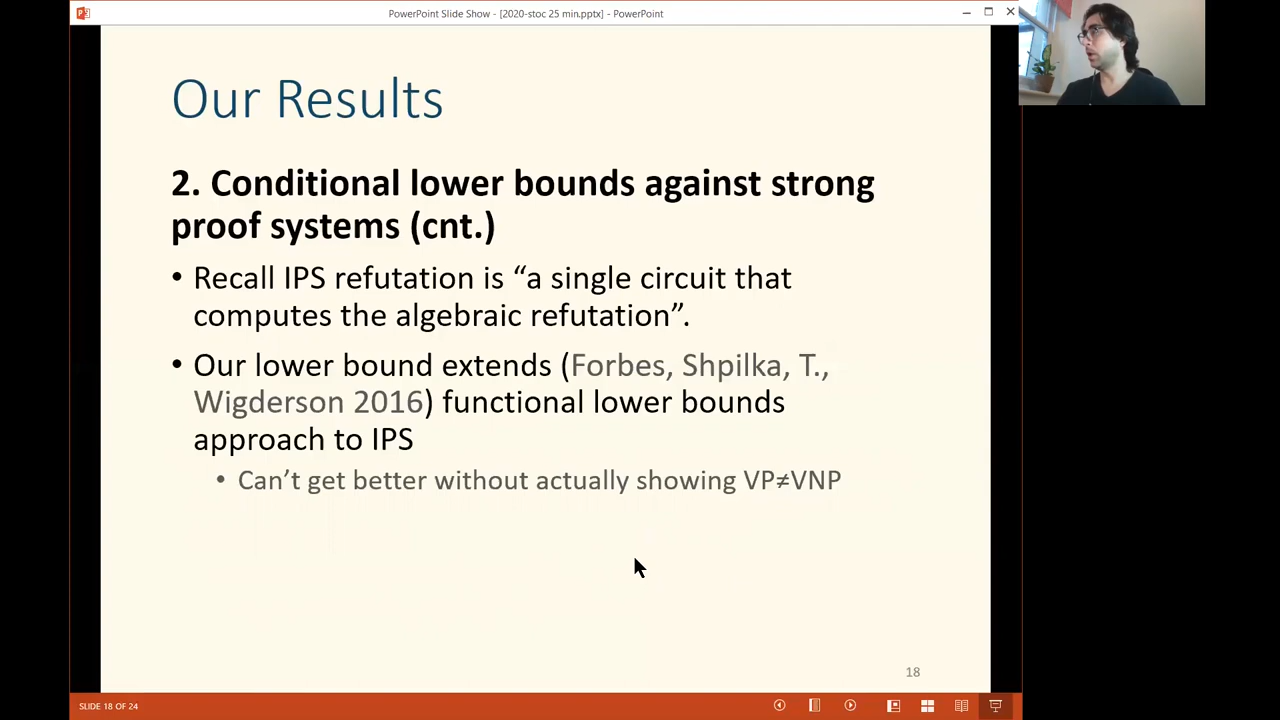 PowerPoint Slide Show - [2020-stoc 25 min.pptx] - PowerPoint
Our Results
2. Conditional lower bounds against strong
proof systems (cnt.)
• Recall IPS refutation is “a single circuit that
computes the algebraic refutation”.
• Our lower bound extends (Forbes, Shpilka, T.,
Wigderson 2016) functional lower bounds
approach to IPS
• Can’t get better without actually showing VP≠VNP
18
SLIDE 18 OF 24